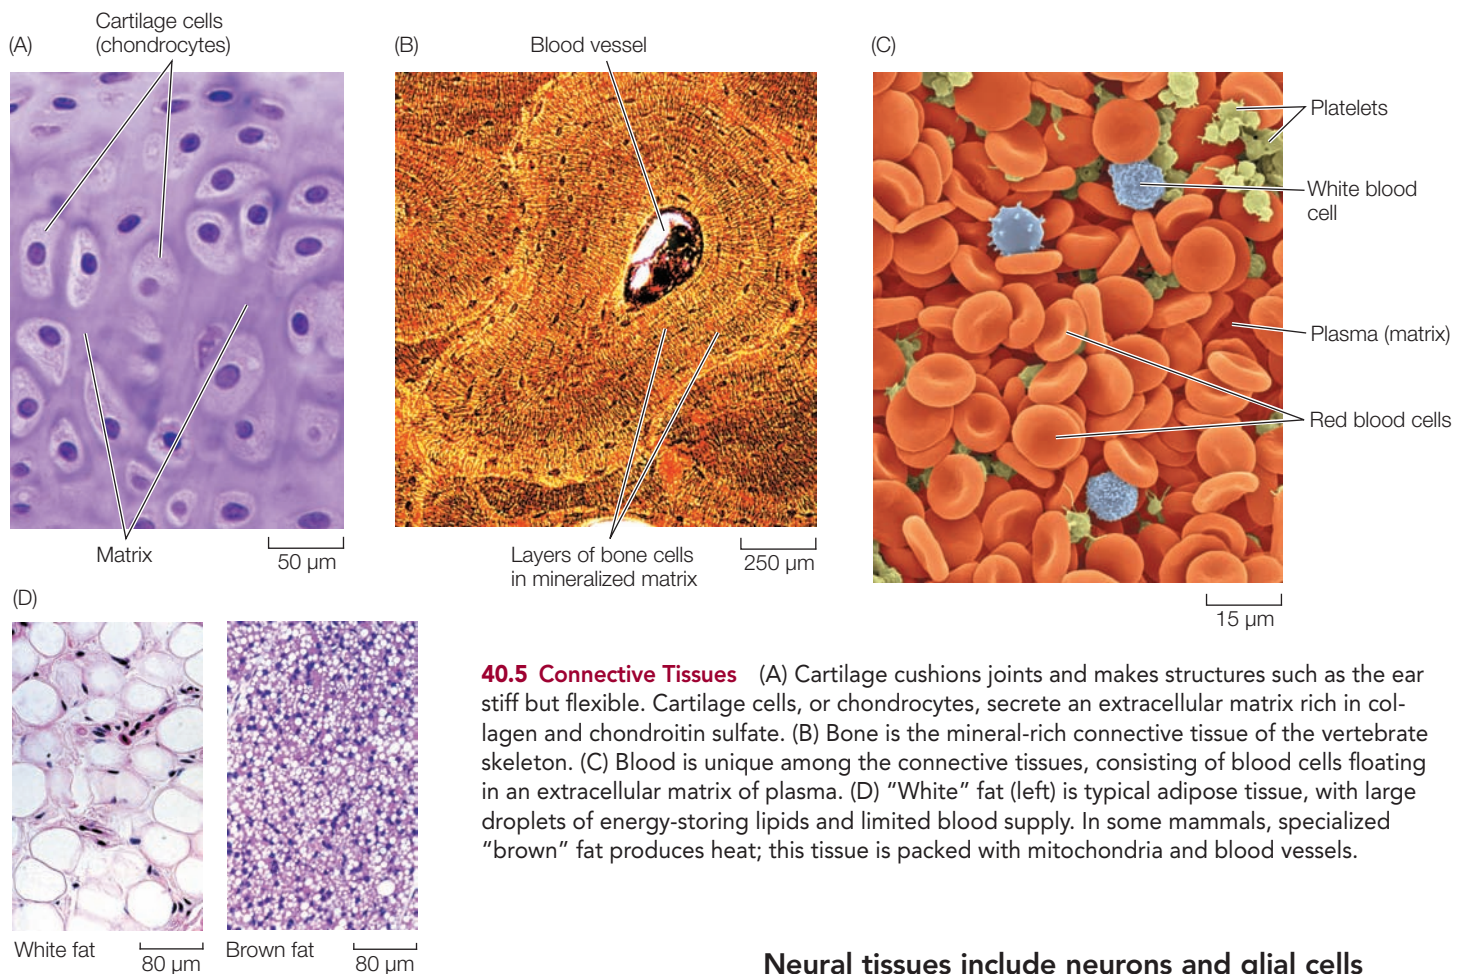 (A)
Cartilage cells
(chondrocytes)
Matrix
50 µm
(B)
Blood vessel
Layers of bone cells
in mineralized matrix
250 µm
(C)
Platelets
White blood
cell
Plasma (matrix)
Red blood cells
15 µm
(D)
White fat
80 µm
Brown fat
80 µm
40.5 Connective Tissues (A) Cartilage cushions joints and makes structures such as the ear
stiff but flexible. Cartilage cells, or chondrocytes, secrete an extracellular matrix rich in col-
lagen and chondroitin sulfate. (B) Bone is the mineral-rich connective tissue of the vertebrate
skeleton. (C) Blood is unique among the connective tissues, consisting of blood cells floating
in an extracellular matrix of plasma. (D) “White” fat (left) is typical adipose tissue, with large
droplets of energy-storing lipids and limited blood supply. In some mammals, specialized
“brown” fat produces heat; this tissue is packed with mitochondria and blood vessels.
Neural tissues include neurons and glial cells